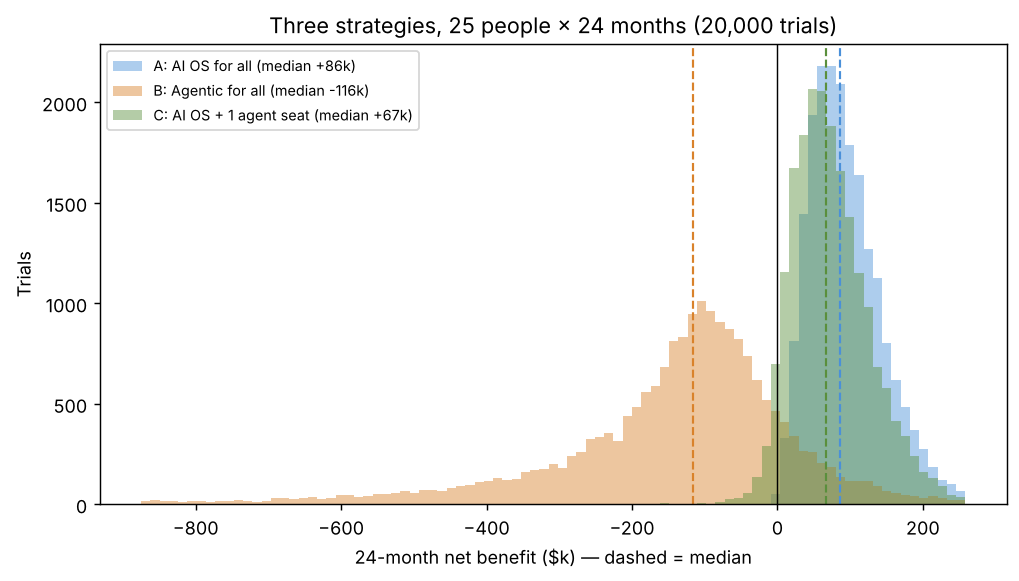 Three strategies, 25 people × 24 months (20,000 trials)
A: AI OS for all (median +86k)
B: Agentic for all (median -116k)
C: AI OS + 1 agent seat (median +67k)
Trials
2000
1500
1000
500
0
−800
−600
−400
−200
0
200
24-month net benefit ($k) — dashed = median